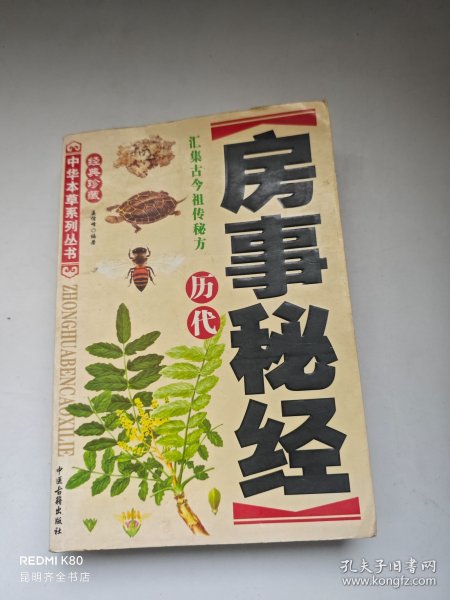 中华本草系列丛书
ZHONGHUABENCAOXILIE
经典珍藏
汇集古今祖传秘方
编著
历代
房事秘经
中医古籍出版社
REDMI K80
昆明齐全书店
孔夫子旧书网
www.kongfz.com